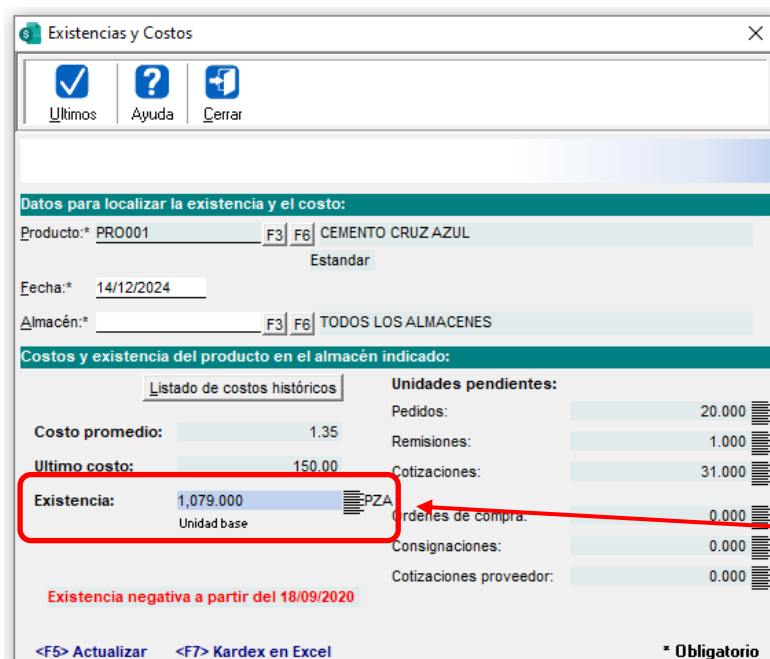 Existencias y Costos
Ultimos Ayuda Cerrar
Datos para localizar la existencia y el costo:
Producto:* PRO001 F3 F6 CEMENTO CRUZ AZUL
Estandar
Fecha:* 14/12/2024
Almacén:* F3 F6 TODOS LOS ALMACENES
Costos y existencia del producto en el almacén indicado:
Listado de costos históricos
Costo promedio: 1.35
Ultimo costo: 150.00
Existencia: 1,079.000 PZA
Unidad base
Existencia negativa a partir del 18/09/2020
Unidades pendientes:
Pedidos: 20.000
Remisiones: 1.000
Cotizaciones: 31.000
Ordenes de compra: 0.000
Consignaciones: 0.000
Cotizaciones proveedor: 0.000
<F5> Actualizar <F7> Kardex en Excel * Obligatorio